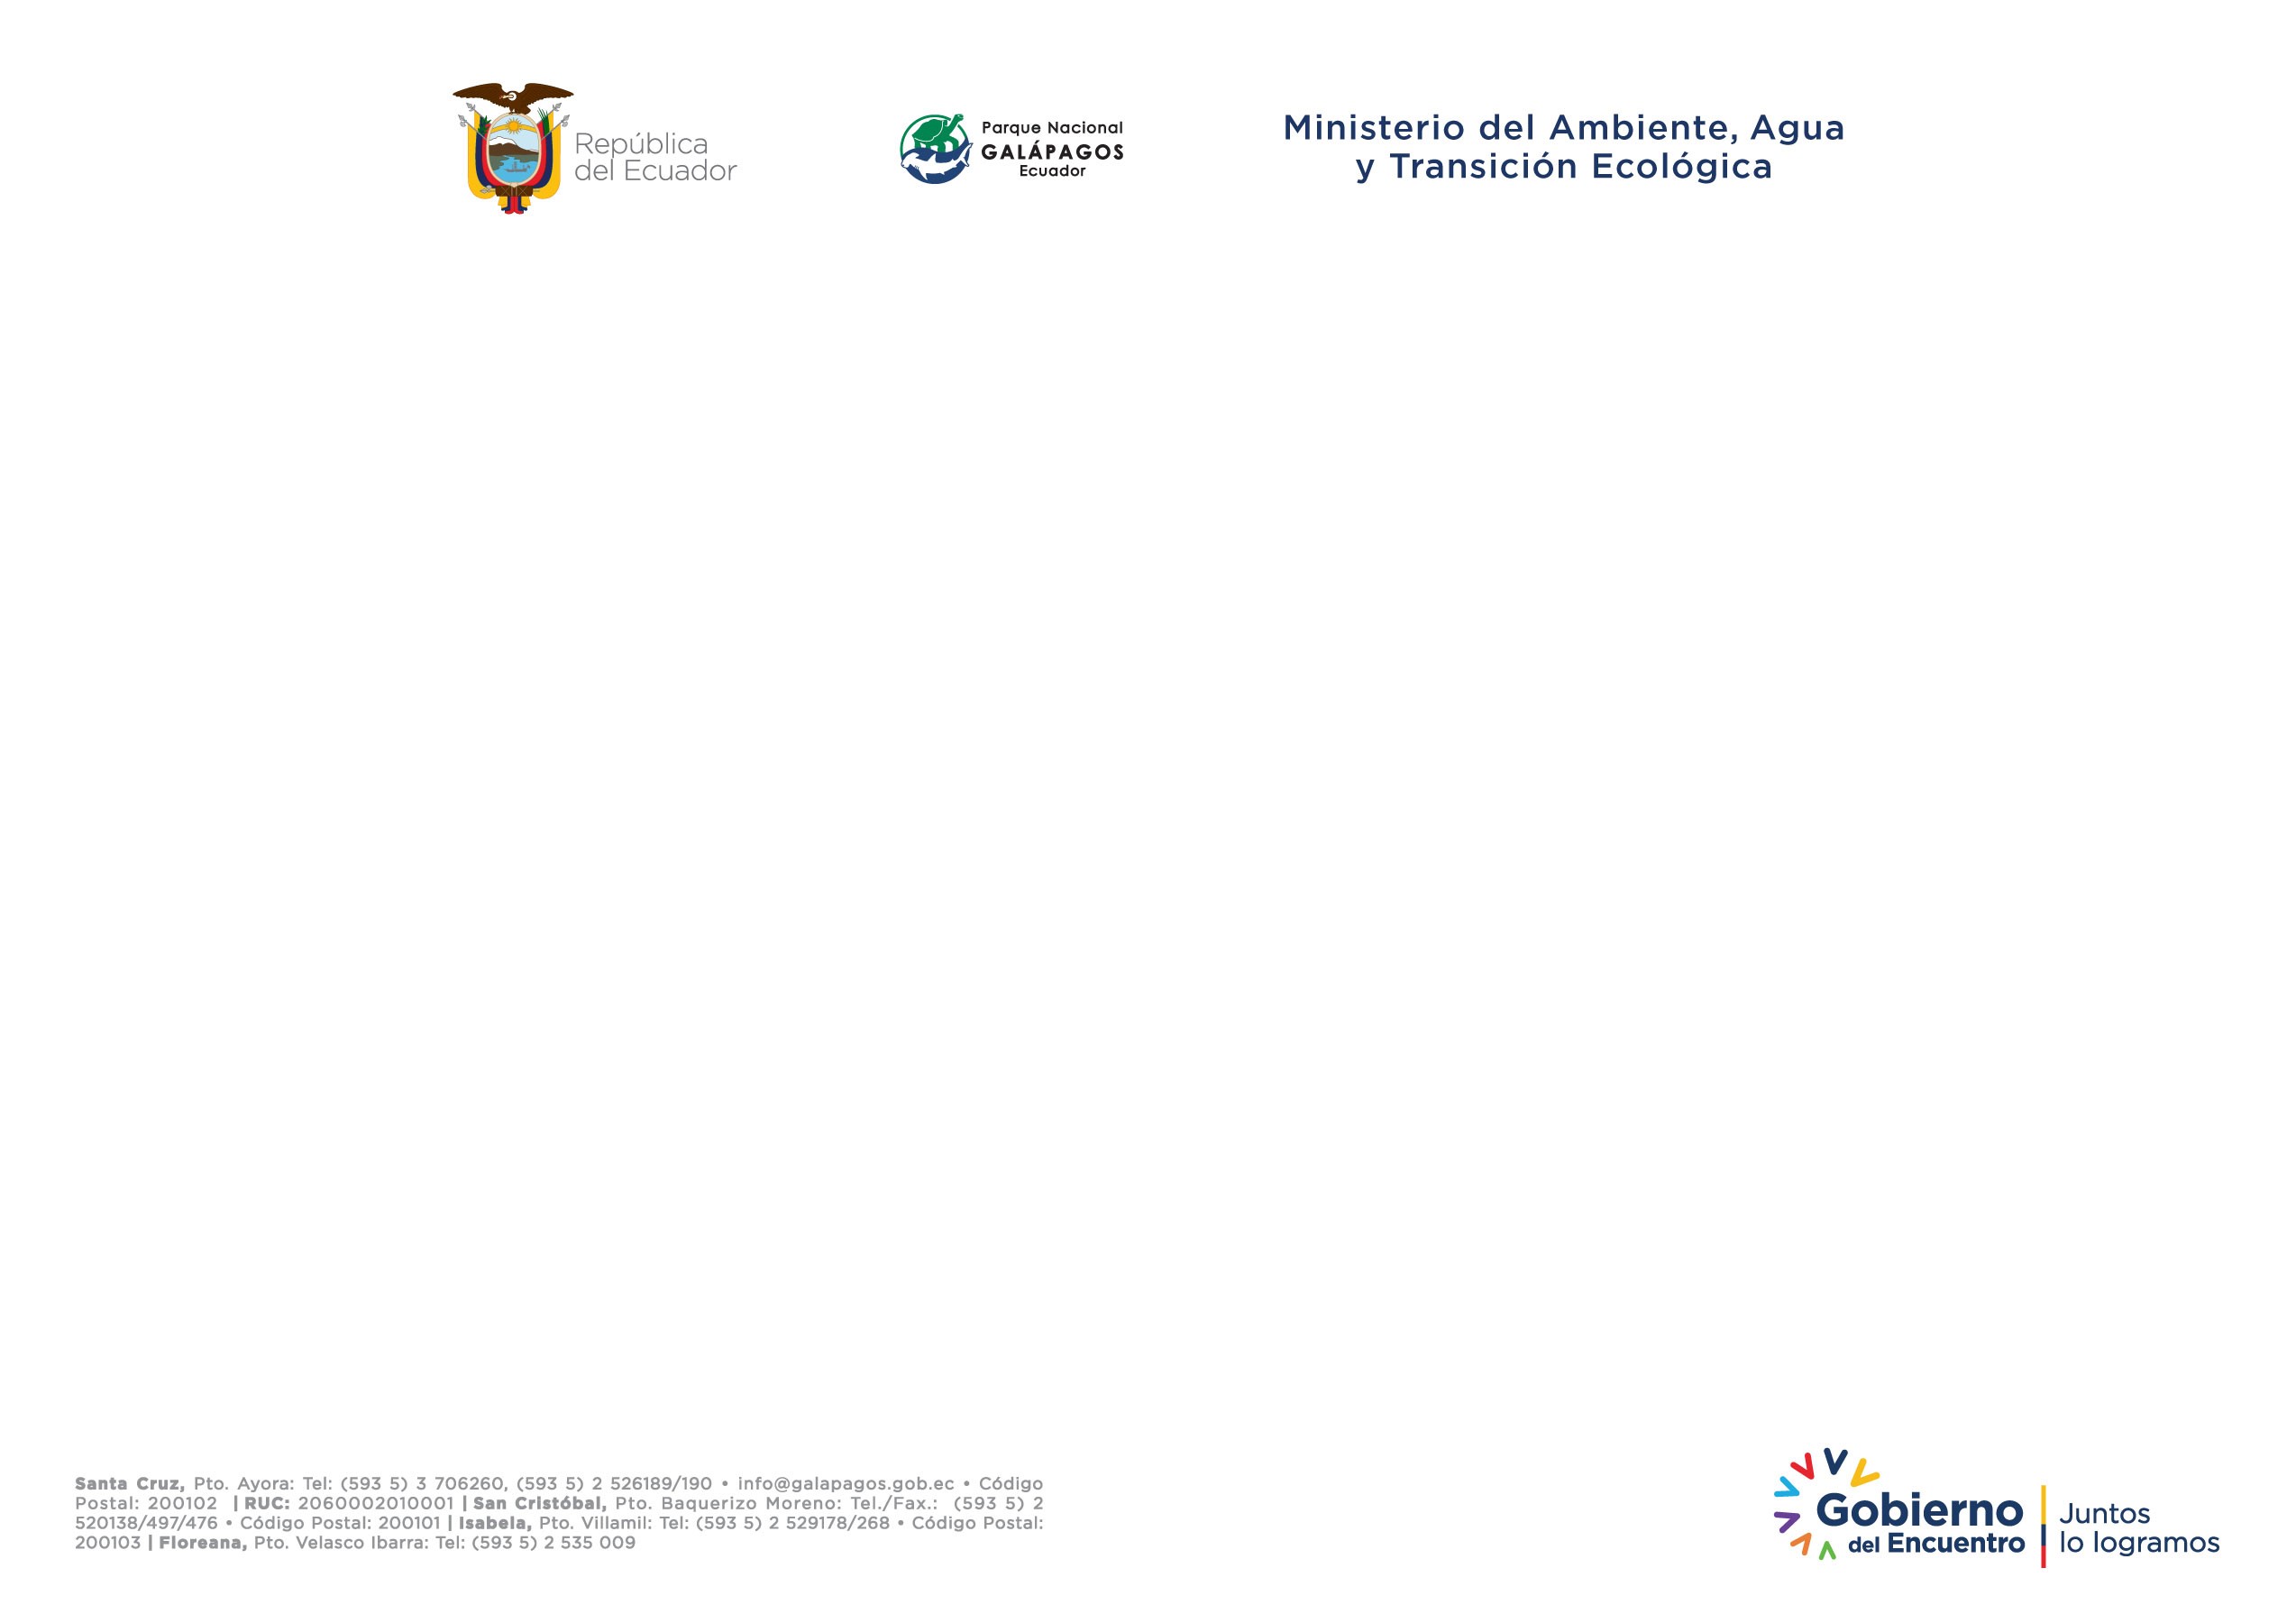 República
del Ecuador
Parque Nacional
GALÁPAGOS
Ecuador
Ministerio del Ambiente, Agua
y Transición Ecológica
Santa Cruz, Pto. Ayora: Tel: (593 5) 3 706260, (593 5) 2 526189/190 • info@galapagos.gob.ec • Código
Postal: 200102 | RUC: 2060002010001 | San Cristóbal, Pto. Baquerizo Moreno: Tel./Fax.: (593 5) 2
520138/497/476 • Código Postal: 200101 | Isabela, Pto. Villamil: Tel: (593 5) 2 529178/268 • Código Postal:
200103 | Floreana, Pto. Velasco Ibarra: Tel: (593 5) 2 535 009
Gobierno
del Encuentro
Juntos
lo logramos